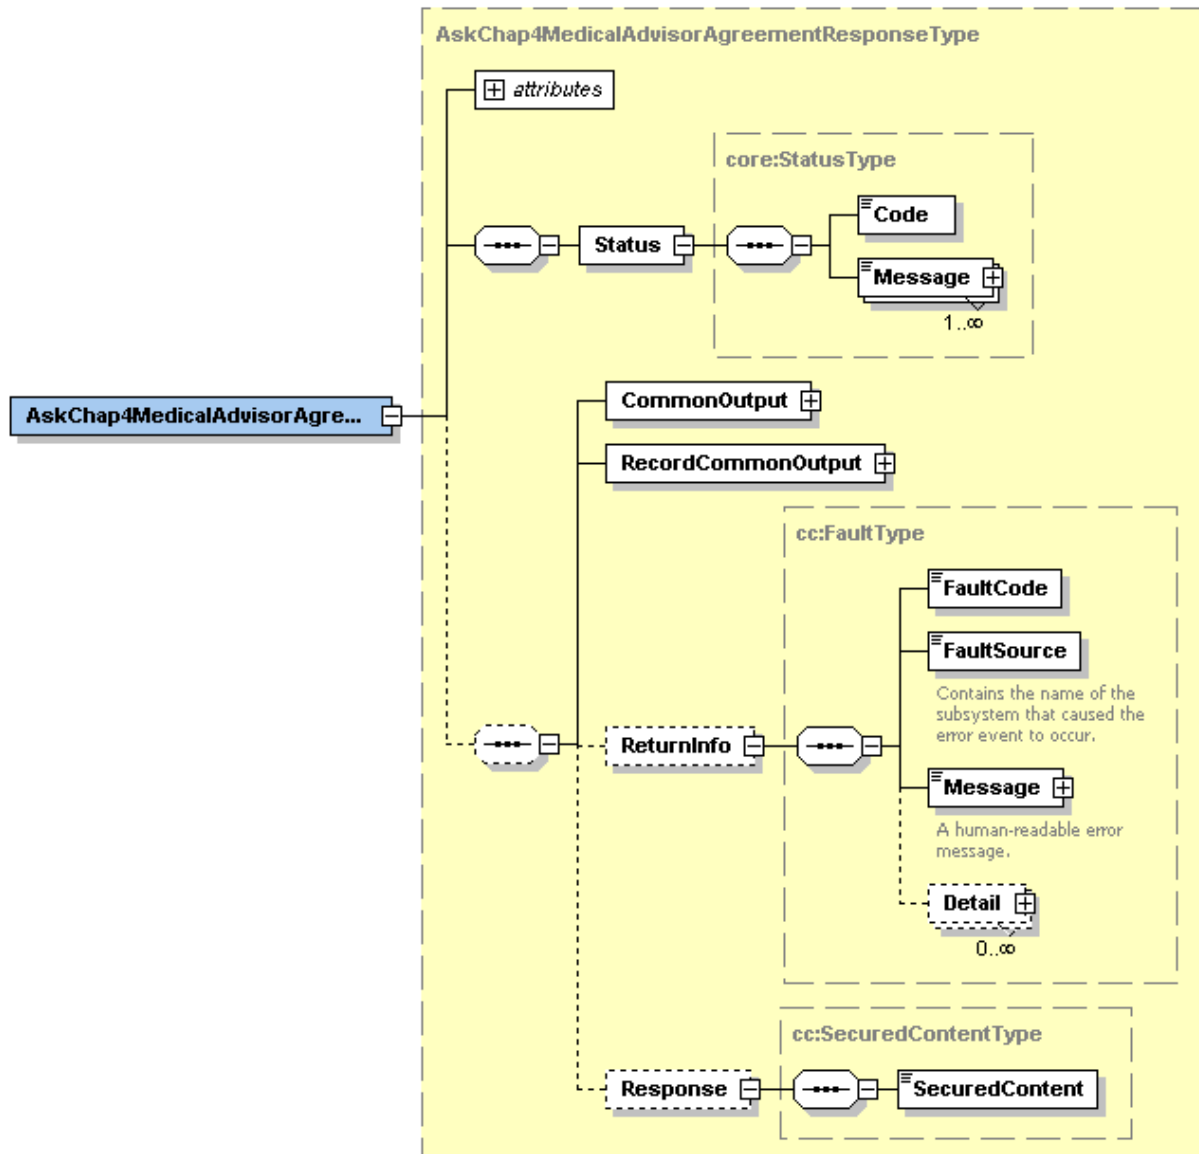 AskChap4MedicalAdvisorAgreementResponseType
attributes
core:StatusType
Code
Status
Message
1..∞
AskChap4MedicalAdvisorAgre...
CommonOutput
RecordCommonOutput
cc:FaultType
FaultCode
FaultSource
Contains the name of the
subsystem that caused the
error event to occur.
ReturnInfo
Message
A human-readable error
message.
Detail
0..∞
cc:SecuredContentType
Response
SecuredContent